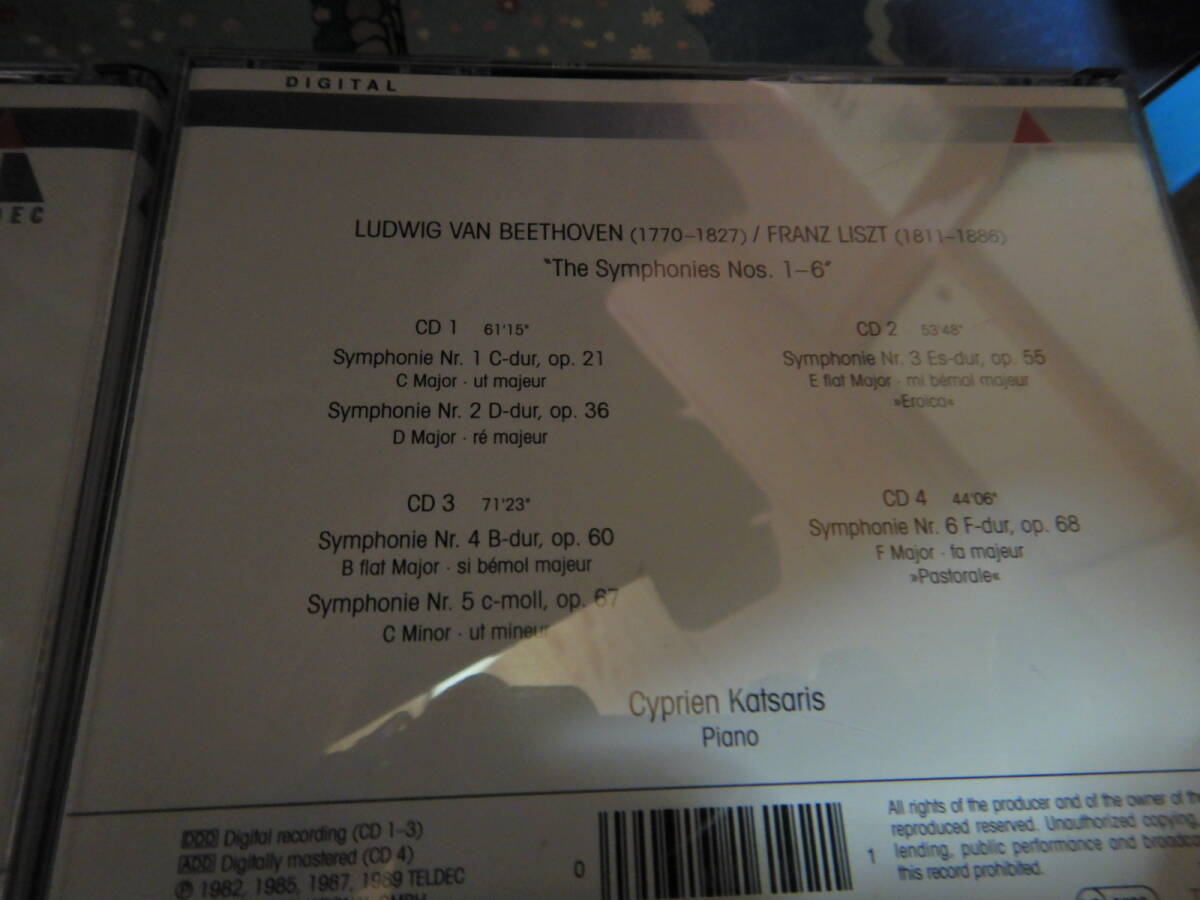 DIGITAL
LUDWIG VAN BEETHOVEN (1770–1827) / FRANZ LISZT (1811–1886)
"The Symphonies Nos. 1–6"
CD 1 61'15"
Symphonie Nr. 1 C-dur, op. 21
C Major · ut majeur
Symphonie Nr. 2 D-dur, op. 36
D Major · ré majeur
CD 2 53'48"
Symphonie Nr. 3 Es-dur, op. 55
E flat Major · mi bémol majeur
»Eroica«
CD 3 71'23"
Symphonie Nr. 4 B-dur, op. 60
B flat Major · si bémol majeur
Symphonie Nr. 5 c-moll, op. 67
C Minor · ut mineur
CD 4 44'06"
Symphonie Nr. 6 F-dur, op. 68
F Major · fa majeur
»Pastorale«
Cyprien Katsaris
Piano
DDD Digital recording (CD 1–3)
ADD Digitally mastered (CD 4)
℗ 1982, 1985, 1987, 1989 TELDEC
0
1
All rights of the producer and of the owner of the
reproduced reserved. Unauthorized copying,
lending, public performance and
this record prohibited.